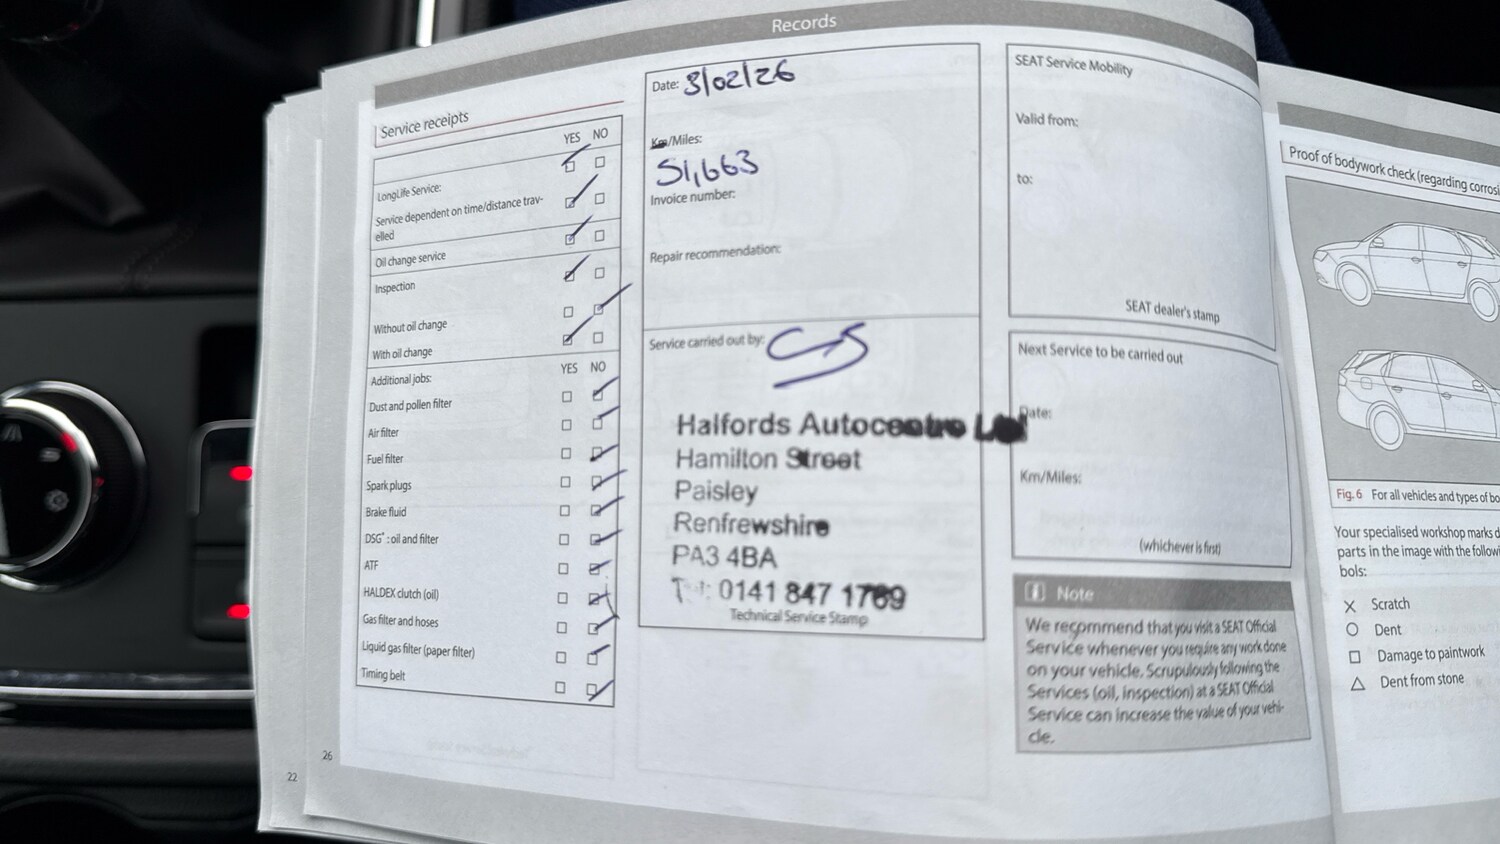 Records
Service receipts
YES NO
LongLife Service:
Service dependent on time/distance trav-
elled
Oil change service
Inspection
Without oil change
With oil change
YES NO
Additional jobs:
Dust and pollen filter
Air filter
Fuel filter
Spark plugs
Brake fluid
DSG®: oil and filter
ATF
HALDEX clutch (oil)
Gas filter and hoses
Liquid gas filter (paper filter)
Timing belt
26
22
Date: 3/02/26
Km/Miles:
51,663
Invoice number:
Repair recommendation:
Service carried out by:
Halfords Autocentre
Hamilton Street
Paisley
Renfrewshire
PA3 4BA
Tel: 0141 847 1789
Technical Service Stamp
SEAT Service Mobility
Valid from:
to:
SEAT dealer's stamp
Next Service to be carried out
Date:
Km/Miles:
(whichever is first)
Note
We recommend that you visit a SEAT Official
Service whenever you require any work done
on your vehicle. Scrupulously following the
Services (oil, inspection) at a SEAT Official
Service can increase the value of your vehi-
cle.
Proof of bodywork check (regarding corrosi
Fig. 6 For all vehicles and types of bo
Your specialised workshop marks d
parts in the image with the followi
bols:
Scratch
Dent
Damage to paintwork
Dent from stone